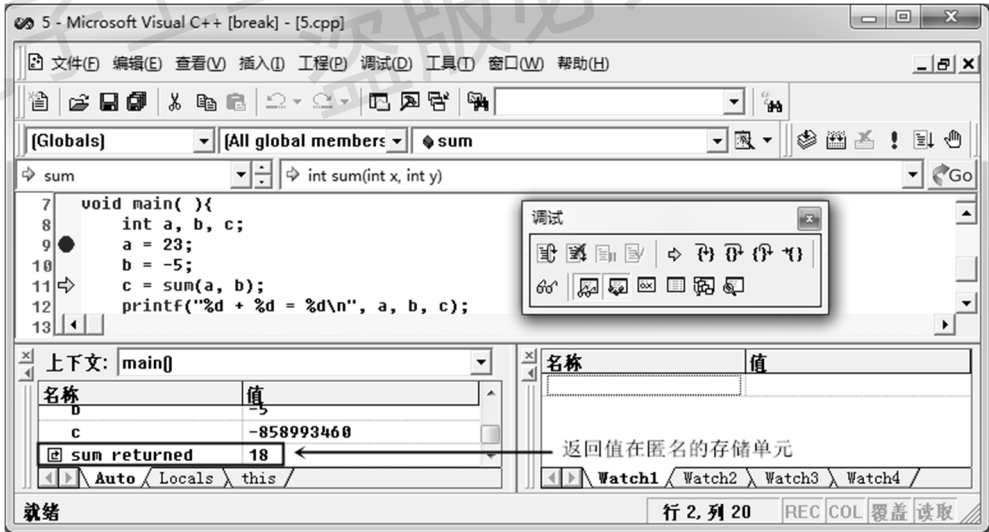 5 - Microsoft Visual C++ [break] - [5.cpp]
文件(F) 编辑(E) 查看(V) 插入(I) 工程(P) 调试(D) 工具(T) 窗口(W) 帮助(H)
(Globals) (All global members sum
sum int sum(int x, int y) Go
7 void main( ){
8 int a, b, c;
9 a = 23;
10 b = -5;
11 c = sum(a, b);
12 printf("%d + %d = %d\n", a, b, c);
13
调试
上下文: main()
名称 值
b -5
c -858993460
sum returned 18
Auto Locals this
名称 值
返回值在匿名的存储单元
Watch1 Watch2 Watch3 Watch4
就绪 行 2, 列 20 REC COL 覆盖 读取